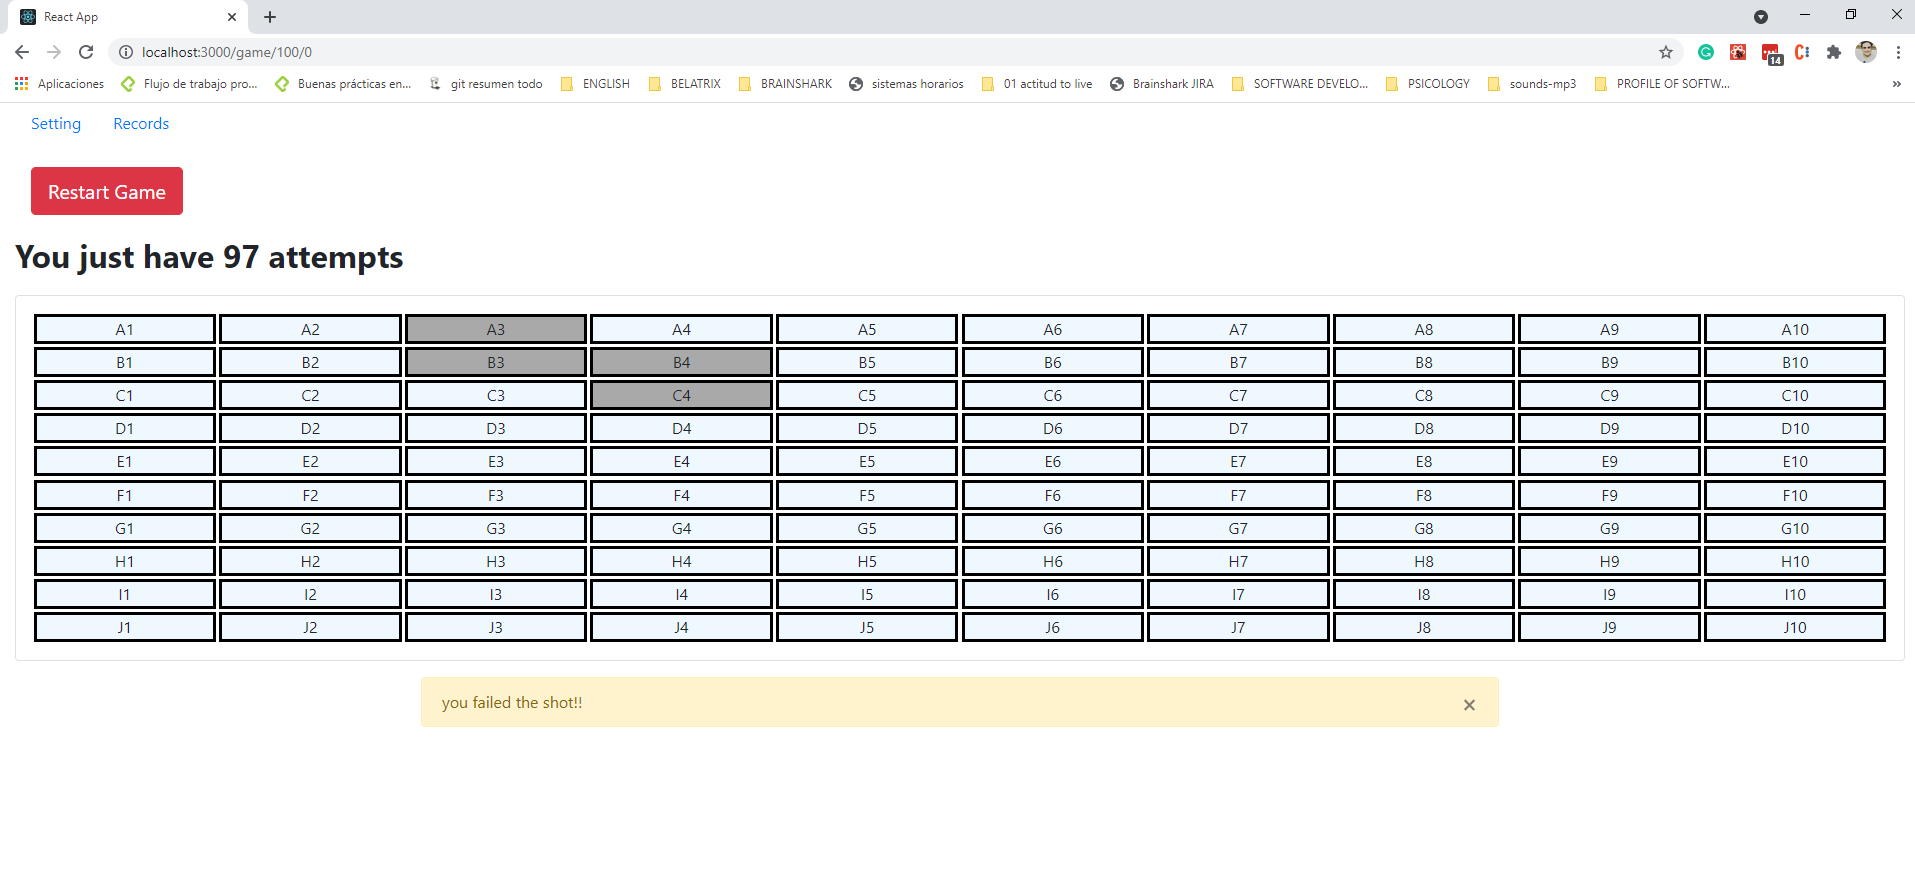 React App
localhost:3000/game/100/0
14
Aplicaciones Flujo de trabajo pro... Buenas prácticas en... git resumen todo ENGLISH BELATRIX BRAINSHARK sistemas horarios 01 actitud to live Brainshark JIRA SOFTWARE DEVELO... PSICOLOGY sounds-mp3 PROFILE OF SOFTW... »
Setting Records
Restart Game
You just have 97 attempts
A1 A2 A3 A4 A5 A6 A7 A8 A9 A10
B1 B2 B3 B4 B5 B6 B7 B8 B9 B10
C1 C2 C3 C4 C5 C6 C7 C8 C9 C10
D1 D2 D3 D4 D5 D6 D7 D8 D9 D10
E1 E2 E3 E4 E5 E6 E7 E8 E9 E10
F1 F2 F3 F4 F5 F6 F7 F8 F9 F10
G1 G2 G3 G4 G5 G6 G7 G8 G9 G10
H1 H2 H3 H4 H5 H6 H7 H8 H9 H10
I1 I2 I3 I4 I5 I6 I7 I8 I9 I10
J1 J2 J3 J4 J5 J6 J7 J8 J9 J10
you failed the shot!! ×